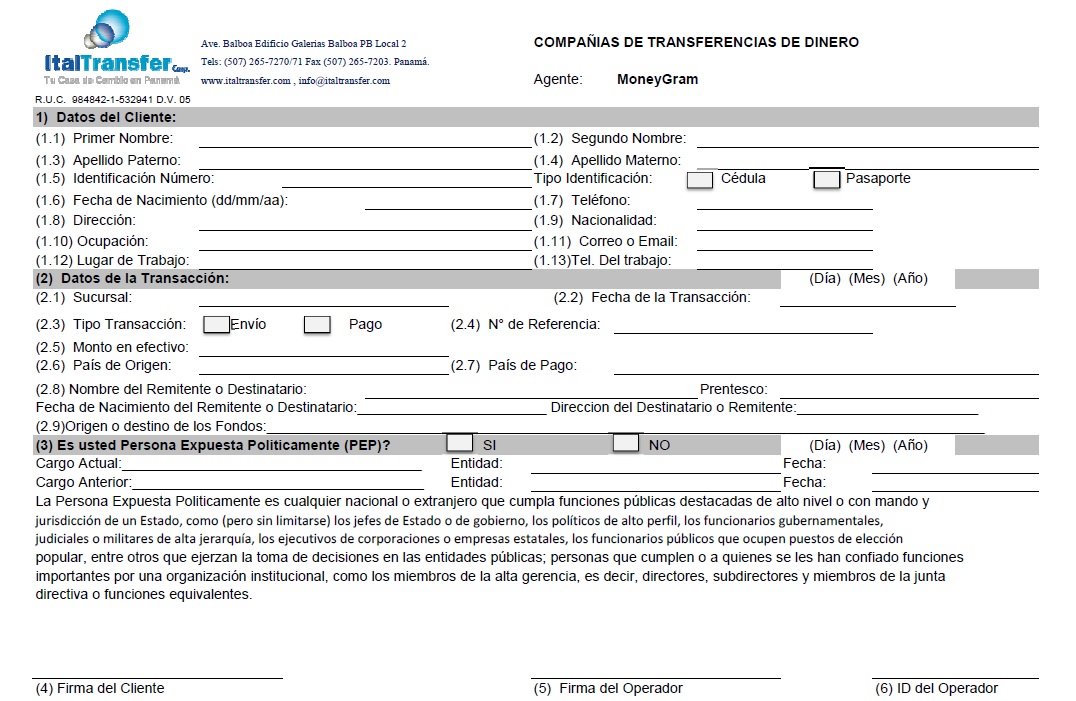 ItalTransfer Corp.
Tu Casa de Cambio en Panamá
R.U.C. 984842-1-532941 D.V. 05
Ave. Balboa Edificio Galerias Balboa PB Local 2
Tels: (507) 265-7270/71 Fax (507) 265-7203. Panamá.
www.italtransfer.com , info@italtransfer.com
COMPAÑIAS DE TRANSFERENCIAS DE DINERO
Agente: MoneyGram
1) Datos del Cliente:
(1.1) Primer Nombre: (1.2) Segundo Nombre:
(1.3) Apellido Paterno: (1.4) Apellido Materno:
(1.5) Identificación Número: Tipo Identificación: Cédula Pasaporte
(1.6) Fecha de Nacimiento (dd/mm/aa): (1.7) Teléfono:
(1.8) Dirección: (1.9) Nacionalidad:
(1.10) Ocupación: (1.11) Correo o Email:
(1.12) Lugar de Trabajo: (1.13)Tel. Del trabajo:
(2) Datos de la Transacción: (Día) (Mes) (Año)
(2.1) Sucursal: (2.2) Fecha de la Transacción:
(2.3) Tipo Transacción: Envío Pago (2.4) N° de Referencia:
(2.5) Monto en efectivo:
(2.6) País de Origen: (2.7) País de Pago:
(2.8) Nombre del Remitente o Destinatario: Prentesco:
Fecha de Nacimiento del Remitente o Destinatario: Direccion del Destinatario o Remitente:
(2.9)Origen o destino de los Fondos:
(3) Es usted Persona Expuesta Politicamente (PEP)? SI NO (Día) (Mes) (Año)
Cargo Actual: Entidad: Fecha:
Cargo Anterior: Entidad: Fecha:
La Persona Expuesta Politicamente es cualquier nacional o extranjero que cumpla funciones públicas destacadas de alto nivel o con mando y
jurisdicción de un Estado, como (pero sin limitarse) los jefes de Estado o de gobierno, los políticos de alto perfil, los funcionarios gubernamentales,
judiciales o militares de alta jerarquía, los ejecutivos de corporaciones o empresas estatales, los funcionarios públicos que ocupen puestos de elección
popular, entre otros que ejerzan la toma de decisiones en las entidades públicas; personas que cumplen o a quienes se les han confiado funciones
importantes por una organización institucional, como los miembros de la alta gerencia, es decir, directores, subdirectores y miembros de la junta
directiva o funciones equivalentes.
(4) Firma del Cliente (5) Firma del Operador (6) ID del Operador